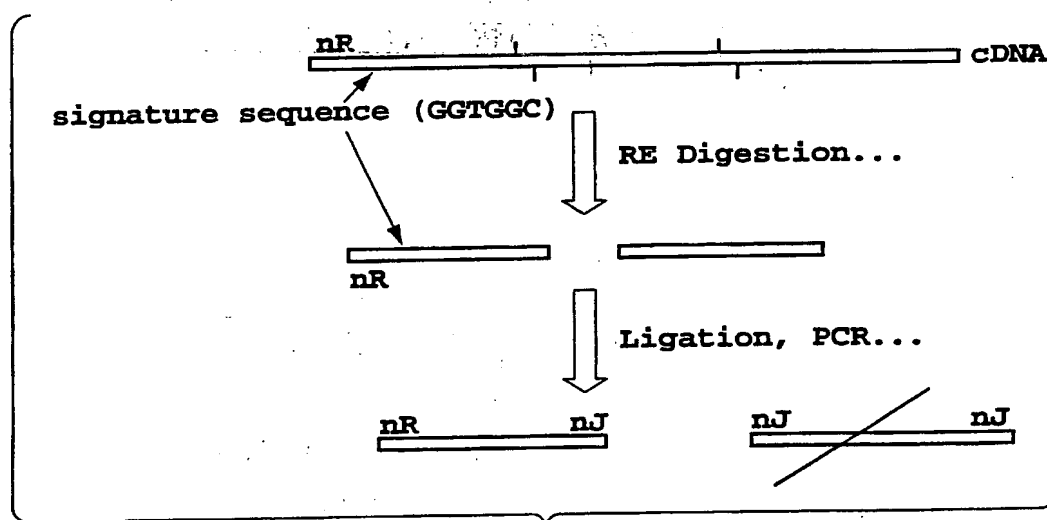 nR
cDNA
signature sequence (GGTGGC)
RE Digestion...
nR
Ligation, PCR...
nR nJ nJ nJ